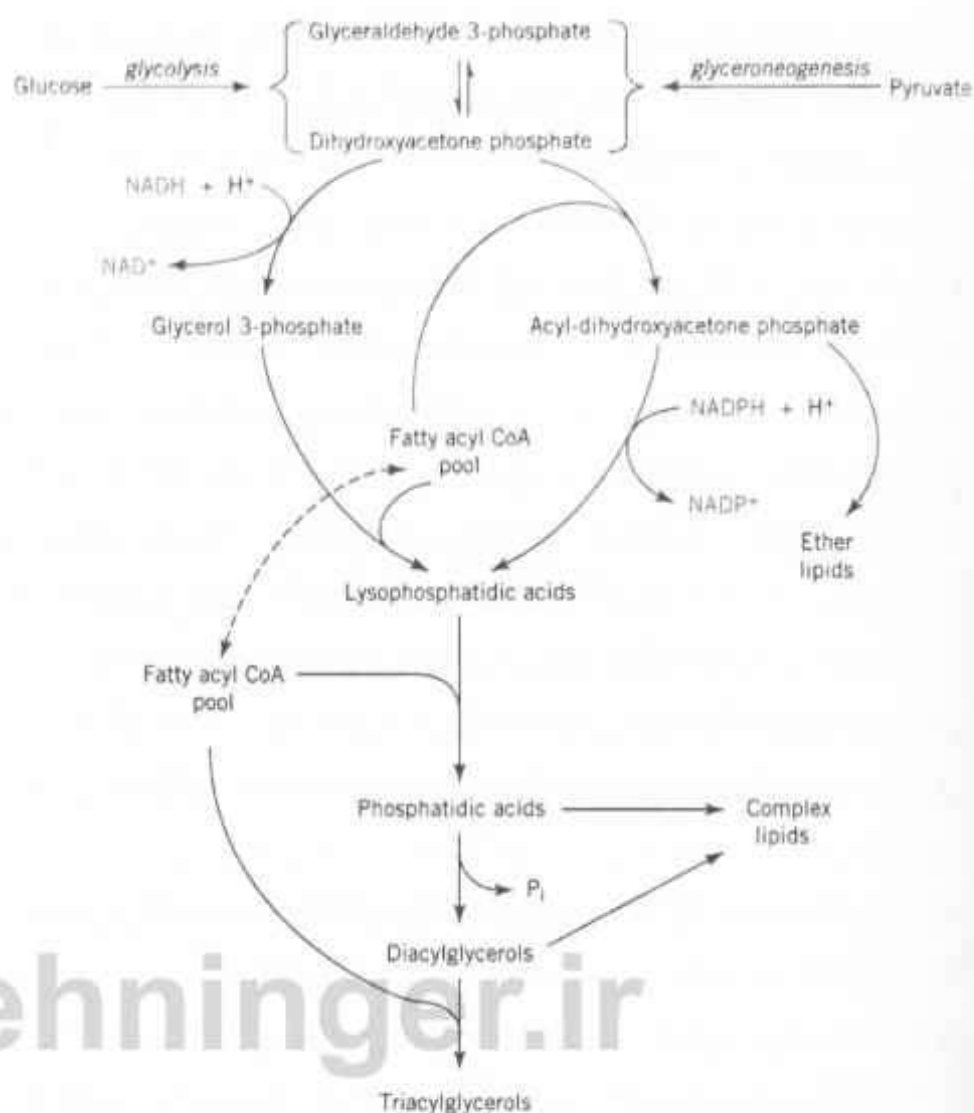 Glyceraldehyde 3-phosphate
glycolysis
glyceroneogenesis
Glucose
Pyruvate
Dihydroxyacetone phosphate
NADH + H+
NAD+
Glycerol 3-phosphate
Acyl-dihydroxyacetone phosphate
NADPH + H+
Fatty acyl CoA
pool
NADP+
Ether
lipids
Lysophosphatidic acids
Fatty acyl CoA
pool
Phosphatidic acids
Complex
lipids
Pi
Diacylglycerols
ehninger.ir
Triacylglycerols